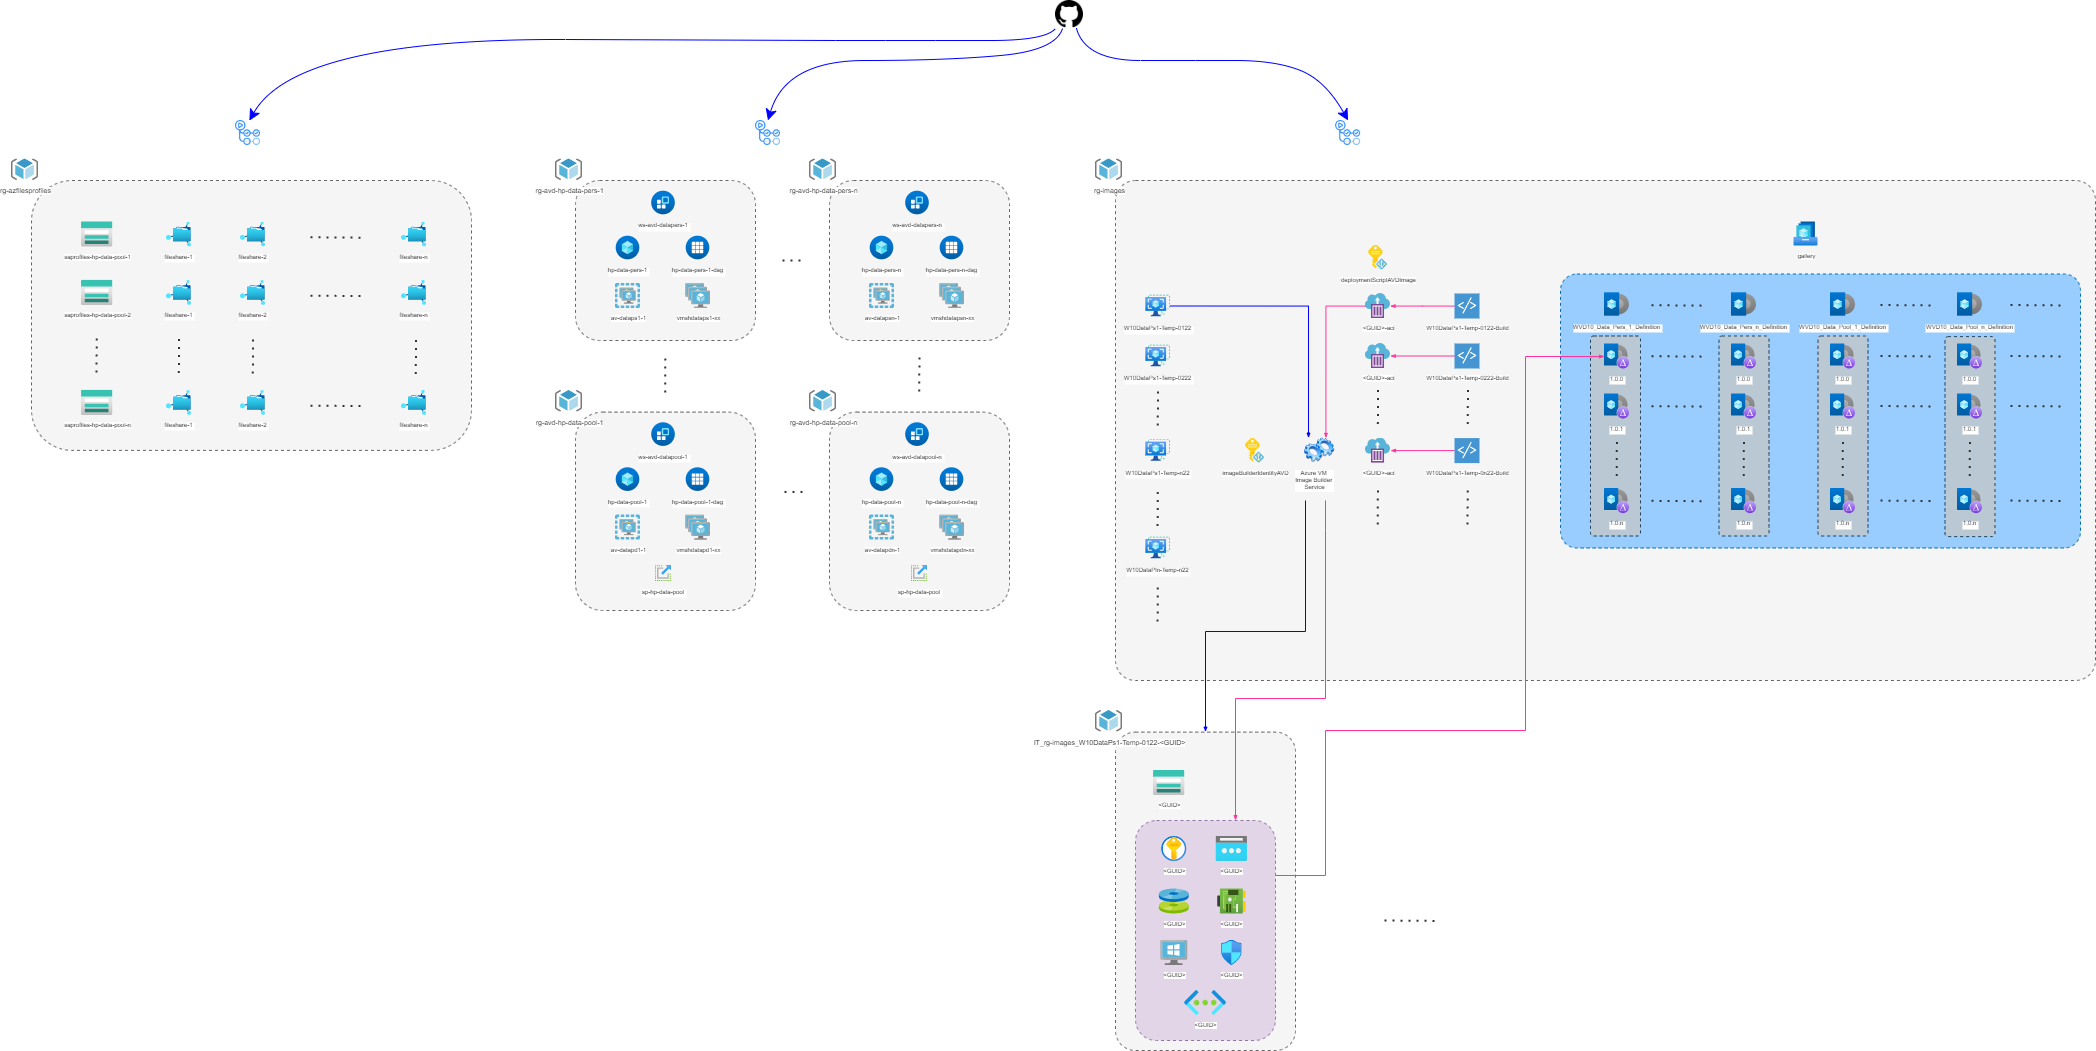 rg-azfilesprofiles
saprofiles-hp-data-pool-1
fileshare-1
fileshare-2
fileshare-n
saprofiles-hp-data-pool-2
fileshare-1
fileshare-2
fileshare-n
saprofiles-hp-data-pool-n
fileshare-1
fileshare-2
fileshare-n
rg-avd-hp-data-pers-1
ws-avd-datapers-1
hp-data-pers-1
hp-data-pers-1-dag
av-dataps1-1
vmshdataps1-xx
rg-avd-hp-data-pers-n
ws-avd-datapers-n
hp-data-pers-n
hp-data-pers-n-dag
av-datapsn-1
vmshdatapsn-xx
rg-avd-hp-data-pool-1
ws-avd-datapool-1
hp-data-pool-1
hp-data-pool-1-dag
av-datapd1-1
vmshdatapd1-xx
sp-hp-data-pool
rg-avd-hp-data-pool-n
ws-avd-datapool-n
hp-data-pool-n
hp-data-pool-n-dag
av-datapdn-1
vmshdatapdn-xx
sp-hp-data-pool
rg-images
W10DataPs1-Temp-0122
W10DataPs1-Temp-0222
W10DataPs1-Temp-n22
W10DataPsn-Temp-n22
imageBuilderIdentityAVD
Azure VM
Image Builder
Service
deploymentScriptAVDImage
<GUID>-aci
W10DataPs1-Temp-0122-Build
<GUID>-aci
W10DataPs1-Temp-0222-Build
<GUID>-aci
W10DataPs1-Temp-0n22-Build
gallery
WVD10_Data_Pers_1_Definition
WVD10_Data_Pers_n_Definition
WVD10_Data_Pool_1_Definition
WVD10_Data_Pool_n_Definition
1.0.0
1.0.0
1.0.0
1.0.0
1.0.1
1.0.1
1.0.1
1.0.1
1.0.n
1.0.n
1.0.n
1.0.n
IT_rg-images_W10DataPs1-Temp-0122-<GUID>
<GUID>
<GUID>
<GUID>
<GUID>
<GUID>
<GUID>
<GUID>
<GUID>